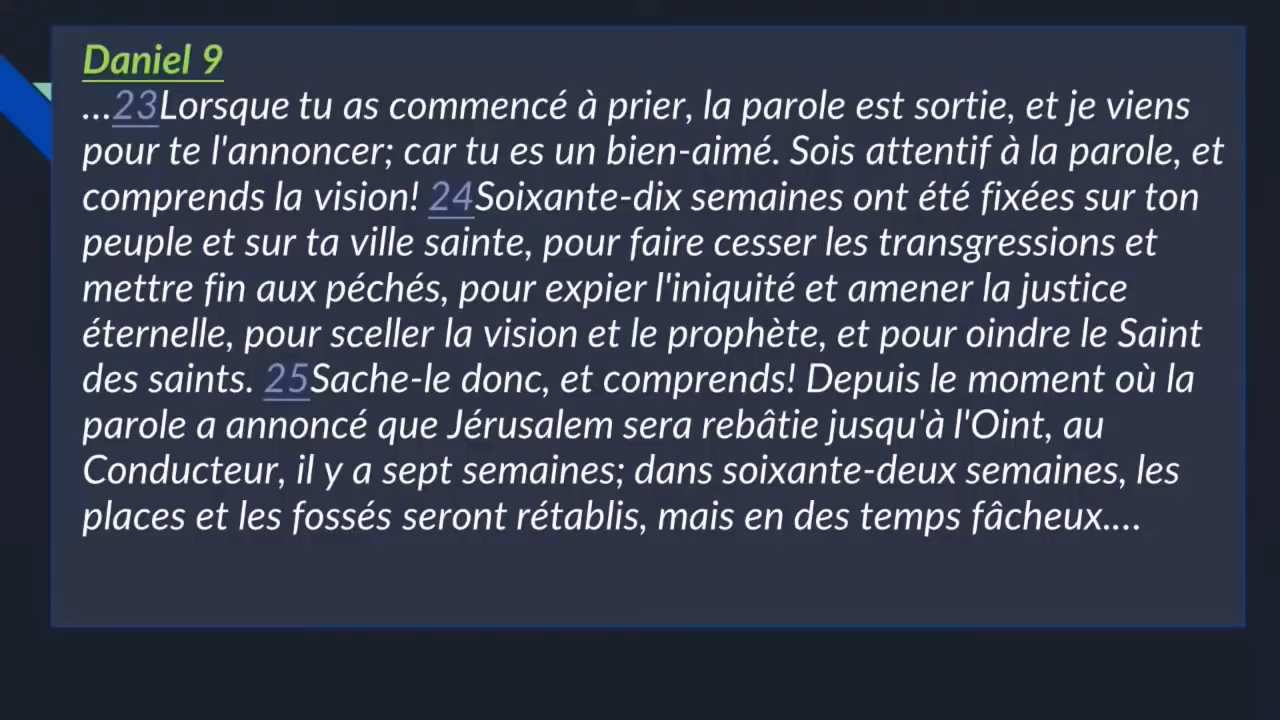 Daniel 9
...23Lorsque tu as commencé à prier, la parole est sortie, et je viens
pour te l'annoncer; car tu es un bien-aimé. Sois attentif à la parole, et
comprends la vision! 24Soixante-dix semaines ont été fixées sur ton
peuple et sur ta ville sainte, pour faire cesser les transgressions et
mettre fin aux péchés, pour expier l'iniquité et amener la justice
éternelle, pour sceller la vision et le prophète, et pour oindre le Saint
des saints. 25Sache-le donc, et comprends! Depuis le moment où la
parole a annoncé que Jérusalem sera rebâtie jusqu'à l'Oint, au
Conducteur, il y a sept semaines; dans soixante-deux semaines, les
places et les fossés seront rétablis, mais en des temps fâcheux....